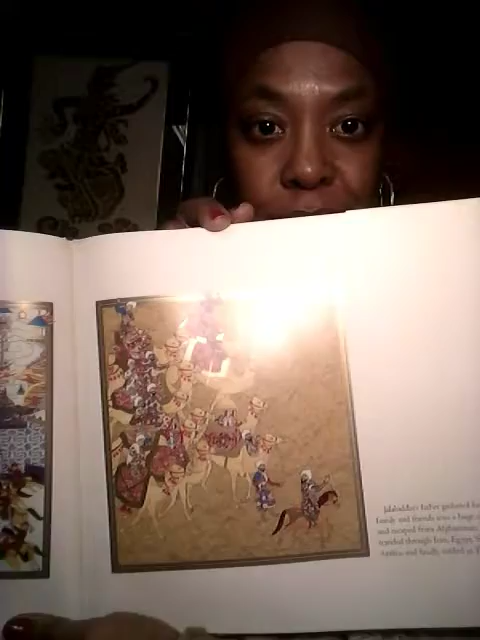 Jalaloddin's father gathered
family and friends into a huge
and escaped from Afghanistan
traveled through Iran, Egypt,
Arabia and finally, settled in